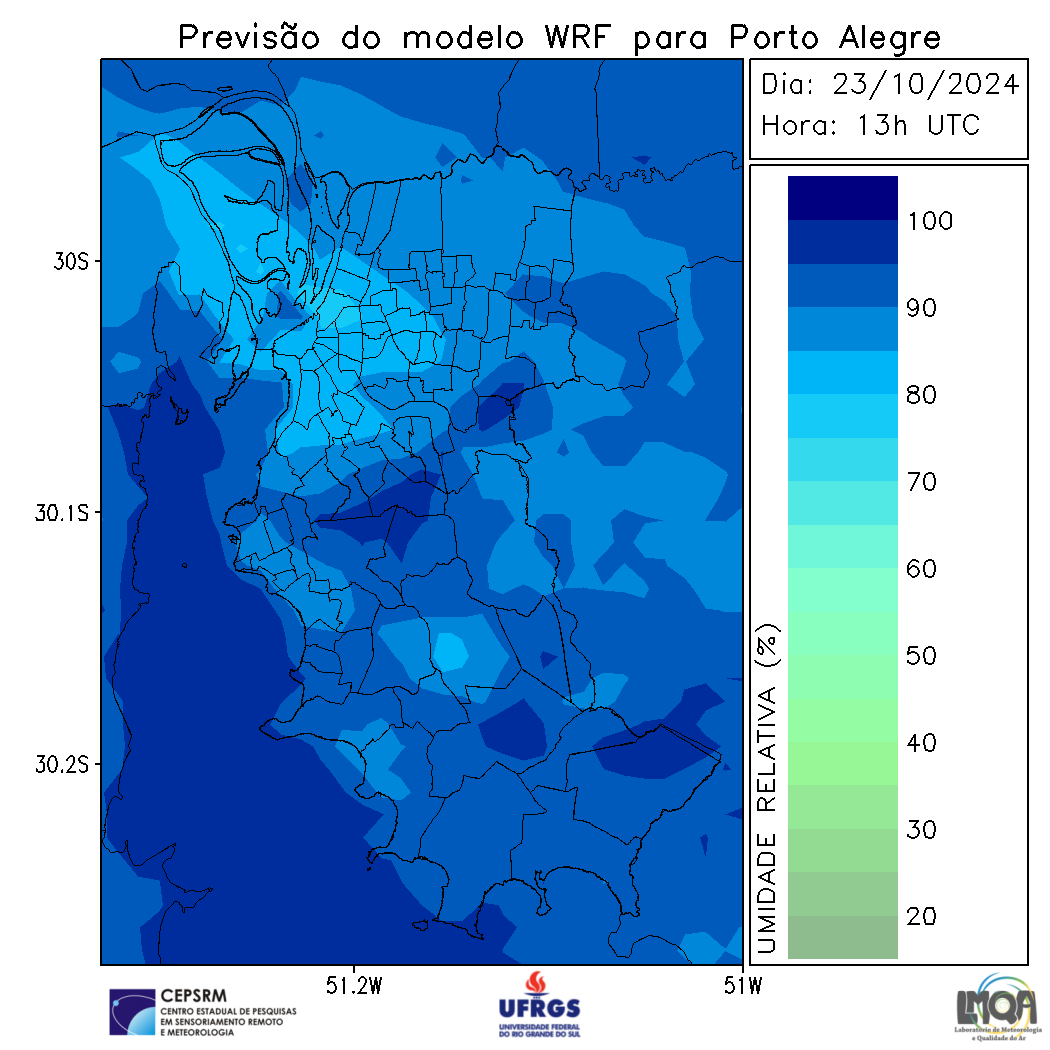 Previsão do modelo WRF para Porto Alegre
Dia: 23/10/2024
Hora: 13h UTC
30S
30.1S
30.2S
51.2W
51W
100
90
80
70
60
50
40
30
20
UMIDADE RELATIVA (%)
CEPSRM
CENTRO ESTADUAL DE PESQUISAS
EM SENSORIAMENTO REMOTO
E METEOROLOGIA
UFRGS
UNIVERSIDADE FEDERAL
DO RIO GRANDE DO SUL
LMQA
Laboratório de Meteorologia
e Qualidade do Ar